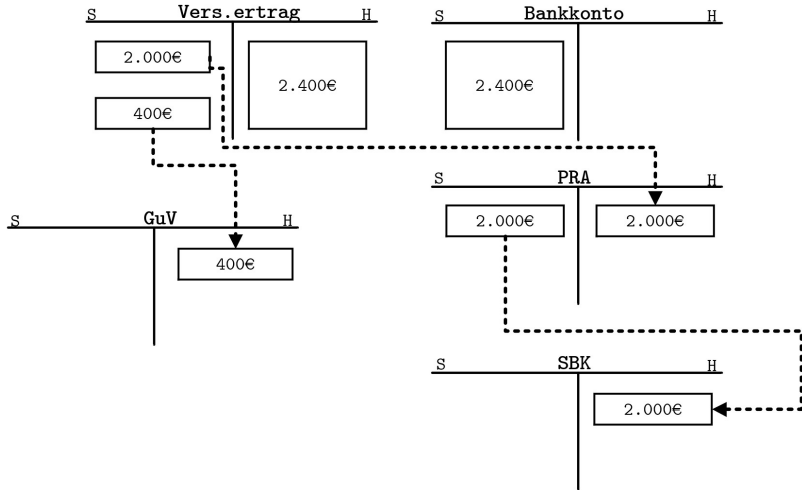 S Vers.ertrag H
2.000€
2.400€
400€
S Bankkonto H
2.400€
S PRA H
2.000€ 2.000€
S GuV H
400€
S SBK H
2.000€